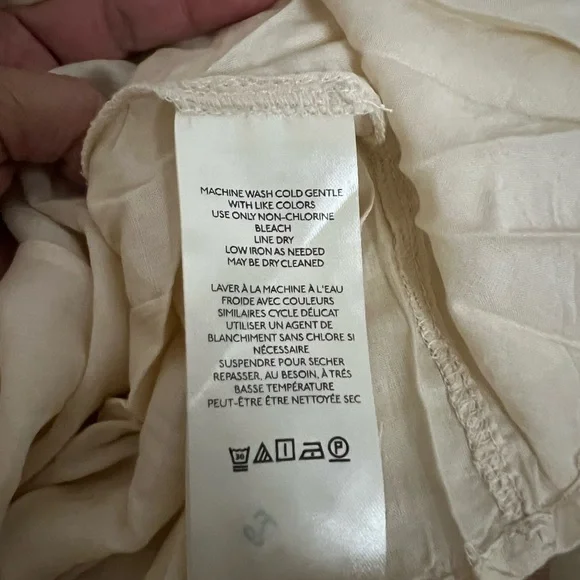 MACHINE WASH COLD GENTLE
WITH LIKE COLORS
USE ONLY NON-CHLORINE
BLEACH
LINE DRY
LOW IRON AS NEEDED
MAY BE DRY CLEANED
LAVER À LA MACHINE À L'EAU
FROIDE AVEC COULEURS
SIMILAIRES CYCLE DÉLICAT
UTILISER UN AGENT DE
BLANCHIMENT SANS CHLORE SI
NÉCESSAIRE
SUSPENDRE POUR SECHER
REPASSER, AU BESOIN, À TRÉS
BASSE TEMPÉRATURE
PEUT-ÊTRE ÊTRE NETTOYÉE SEC
30 P